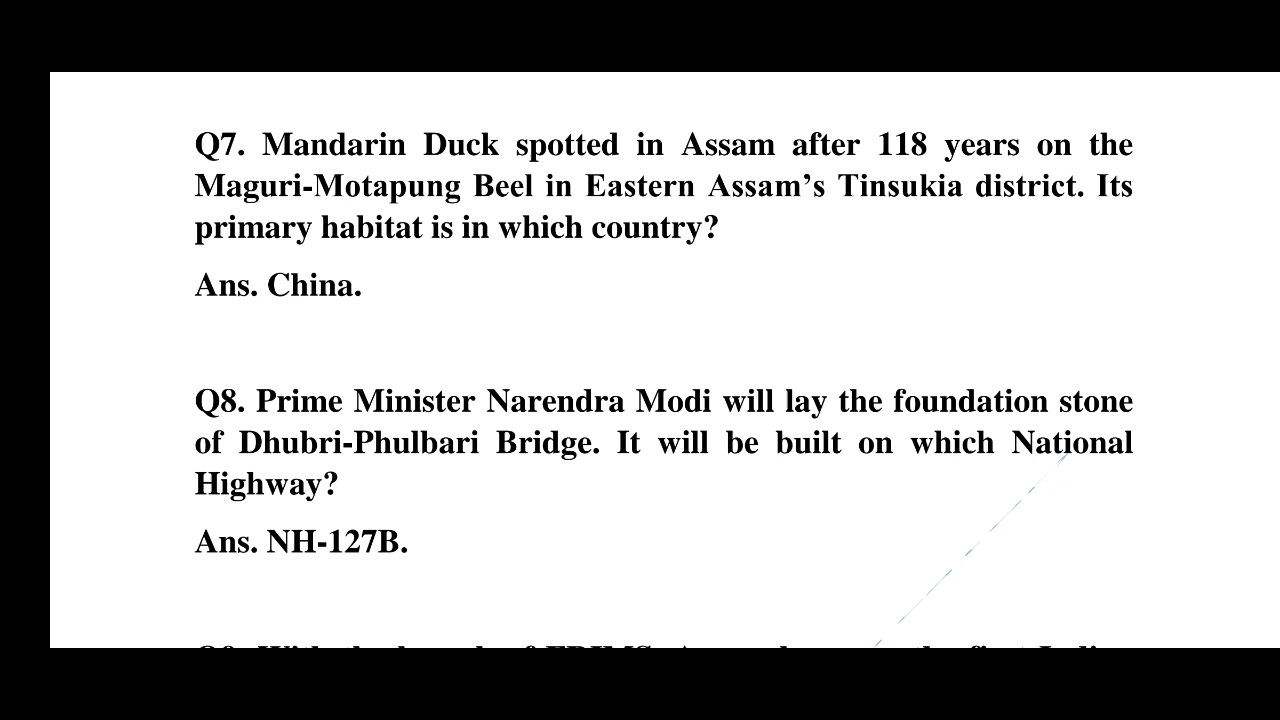 Q7. Mandarin Duck spotted in Assam after 118 years on the
Maguri-Motapung Beel in Eastern Assam’s Tinsukia district. Its
primary habitat is in which country?
Ans. China.
Q8. Prime Minister Narendra Modi will lay the foundation stone
of Dhubri-Phulbari Bridge. It will be built on which National
Highway?
Ans. NH-127B.